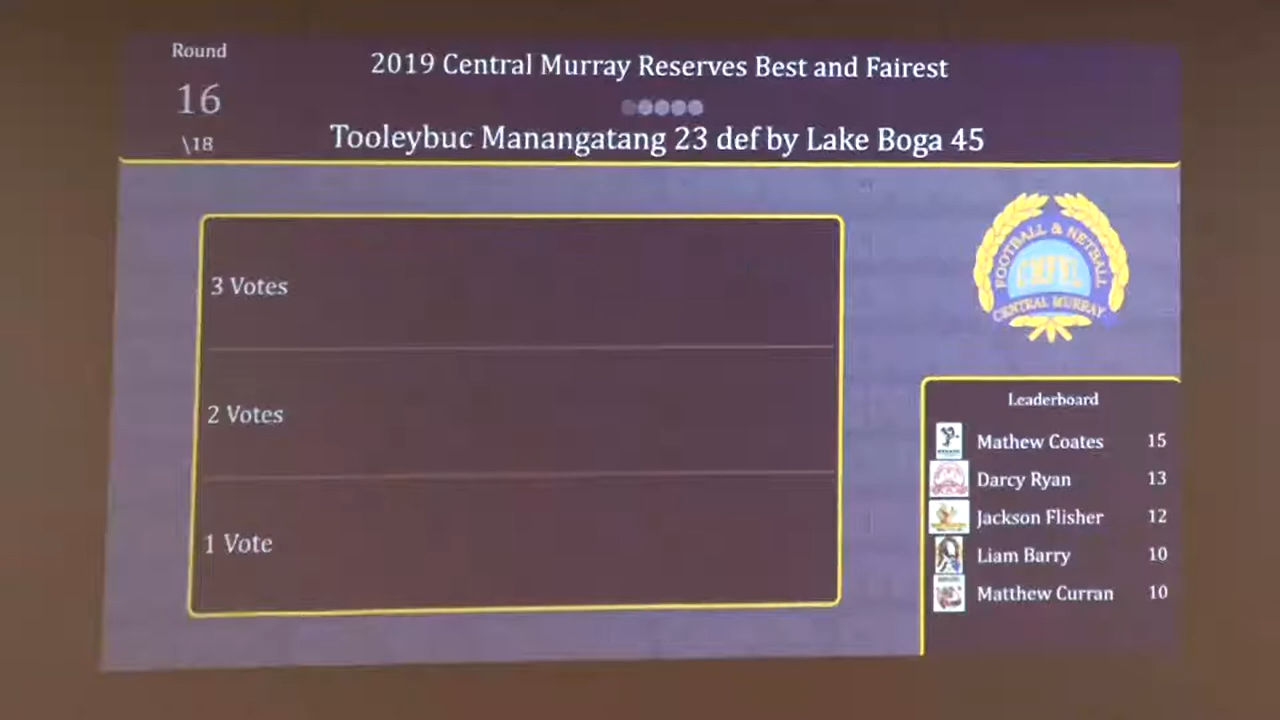 Round
16
\18
2019 Central Murray Reserves Best and Fairest
Tooleybuc Manangatang 23 def by Lake Boga 45
3 Votes
2 Votes
1 Vote
FOOTBALL & NETBALL
CENTRAL MURRAY
Leaderboard
Mathew Coates 15
Darcy Ryan 13
Jackson Flisher 12
Liam Barry 10
Matthew Curran 10